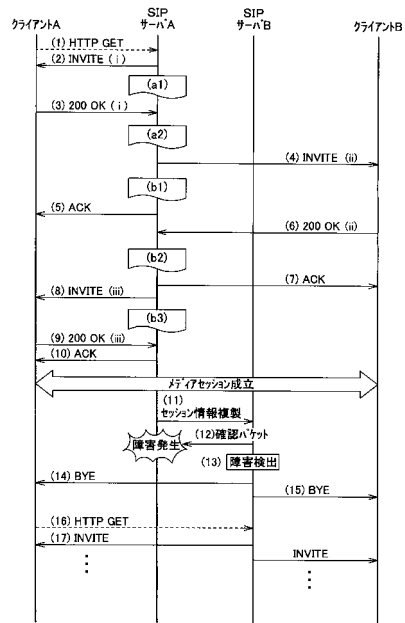 クライアントA
SIP
サーバA
SIP
サーバB
クライアントB
(1) HTTP GET
(2) INVITE (i)
(a1)
(3) 200 OK (i)
(a2)
(4) INVITE (ii)
(b1)
(5) ACK
(6) 200 OK (ii)
(b2)
(7) ACK
(8) INVITE (iii)
(b3)
(9) 200 OK (iii)
(10) ACK
メディアセッション成立
(11)
セッション情報複製
(12)確認パケット
障害発生
(13) 障害検出
(14) BYE
(15) BYE
(16) HTTP GET
(17) INVITE
INVITE